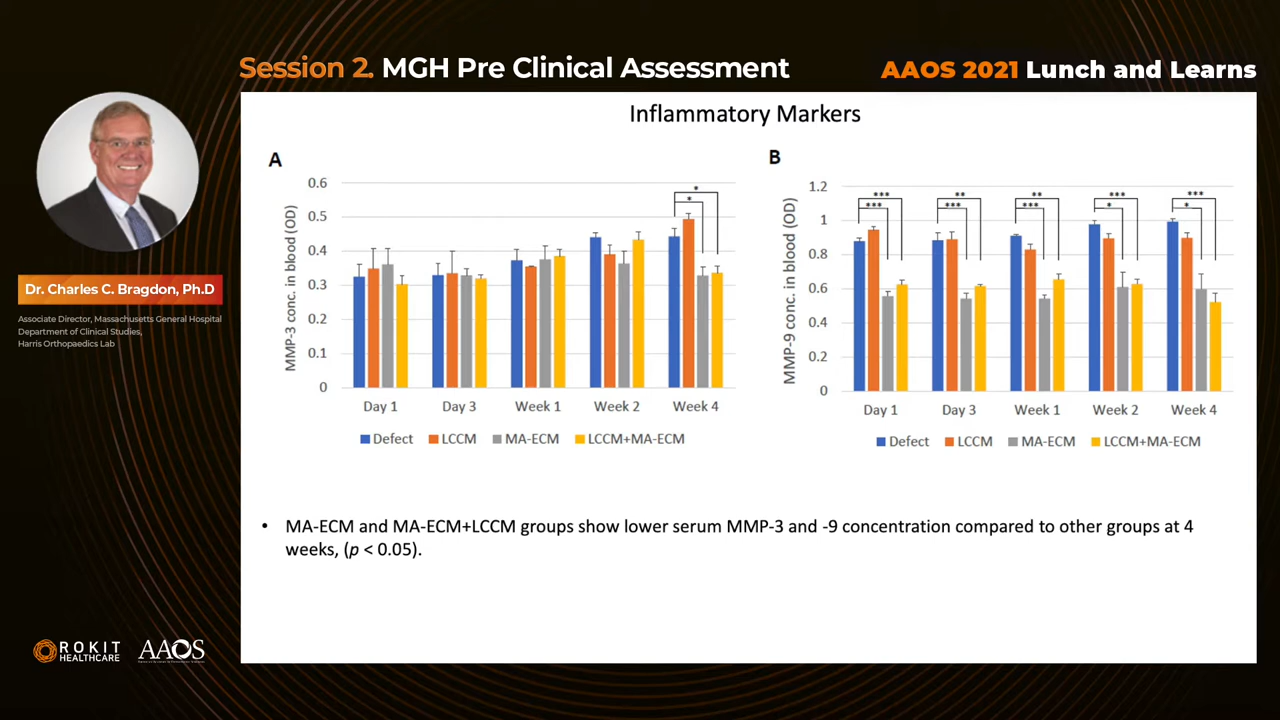 Session 2. MGH Pre Clinical Assessment
AAOS 2021 Lunch and Learns
Dr. Charles C. Bragdon, Ph.D
Associate Director, Massachusetts General Hospital
Department of Clinical Studies,
Harris Orthopaedics Lab
ROKIT
HEALTHCARE
AAOS
Inflammatory Markers
A
MMP-3 conc. in blood (OD)
0.6
0.5
0.4
0.3
0.2
0.1
0
*
*
Day 1 Day 3 Week 1 Week 2 Week 4
Defect LCCM MA-ECM LCCM+MA-ECM
B
MMP-9 conc. in blood (OD)
1.2
1
0.8
0.6
0.4
0.2
0
*** ** ** *** ***
*** *** *** * *
Day 1 Day 3 Week 1 Week 2 Week 4
Defect LCCM MA-ECM LCCM+MA-ECM
• MA-ECM and MA-ECM+LCCM groups show lower serum MMP-3 and -9 concentration compared to other groups at 4
weeks, (p < 0.05).